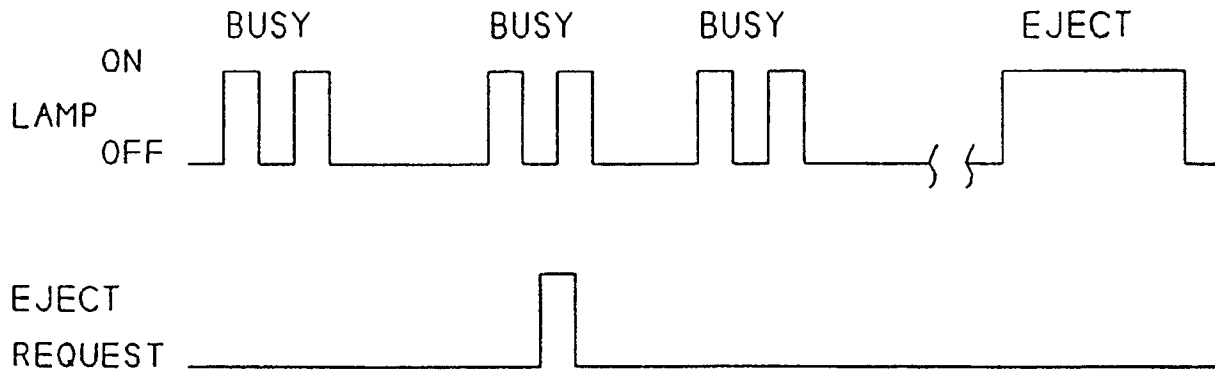 BUSY BUSY BUSY EJECT
ON
LAMP
OFF
EJECT
REQUEST